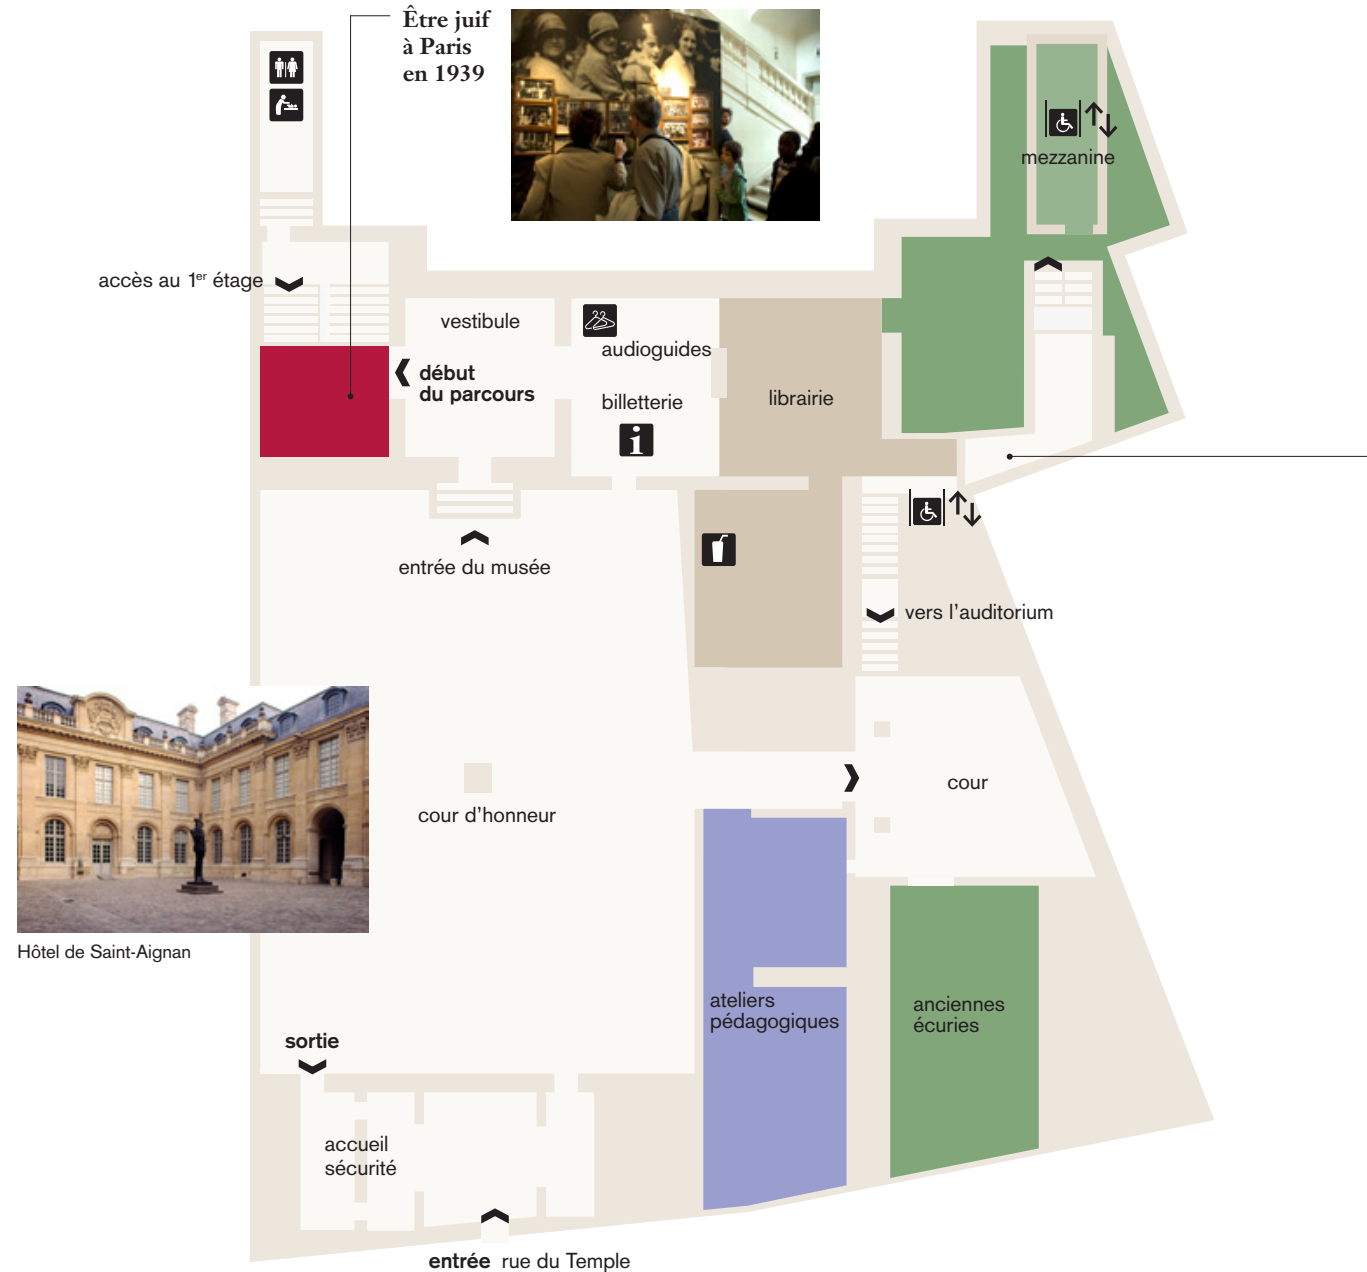 Être juif
à Paris
en 1939
mezzanine
accès au 1er étage
vestibule
audioguides
début
du parcours
billetterie
librairie
entrée du musée
vers l'auditorium
cour d'honneur
cour
Hôtel de Saint-Aignan
ateliers
pédagogiques
anciennes
écuries
sortie
accueil
sécurité
entrée rue du Temple